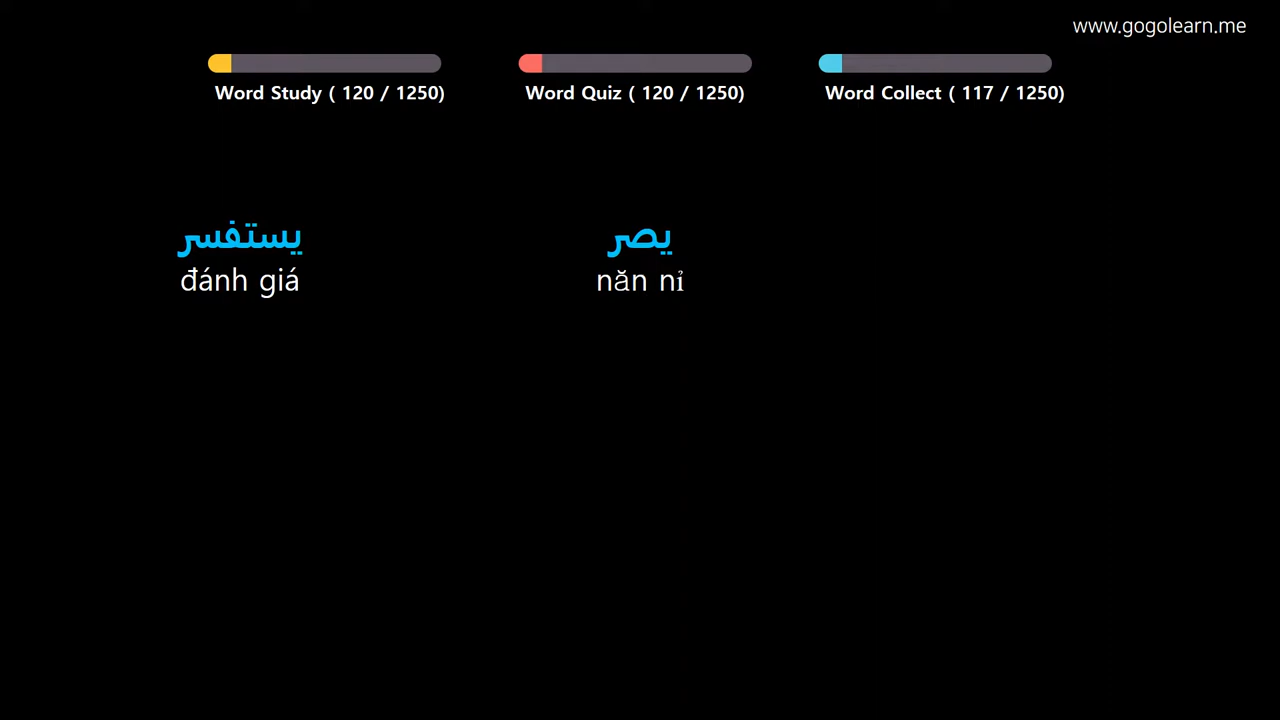 www.gogolearn.me
Word Study ( 120 / 1250)
Word Quiz ( 120 / 1250)
Word Collect ( 117 / 1250)
يستفسر
đánh giá
يصر
năn nỉ